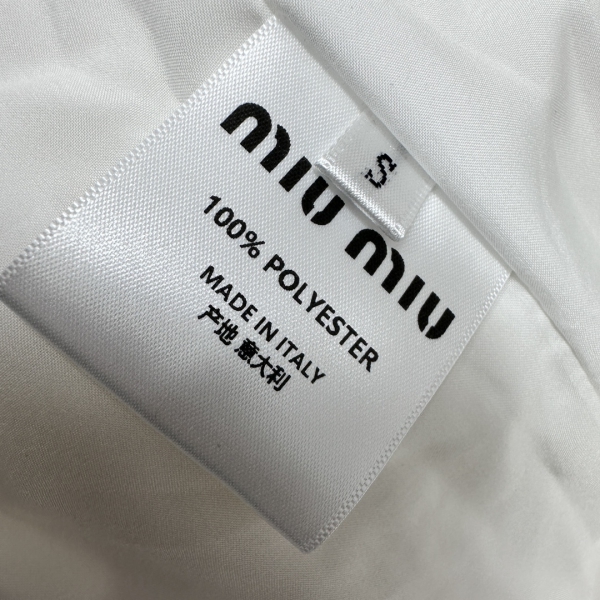 miu miu
S
100% POLYESTER
MADE IN ITALY
产地 意大利